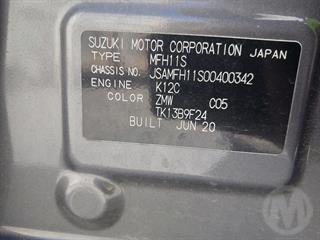 SUZUKI MOTOR CORPORATION JAPAN
TYPE MFH11S
CHASSIS NO. JSAMFH11S00400342
ENGINE K12C
COLOR ZMW C05
TK13B9F24
BUILT JUN 20